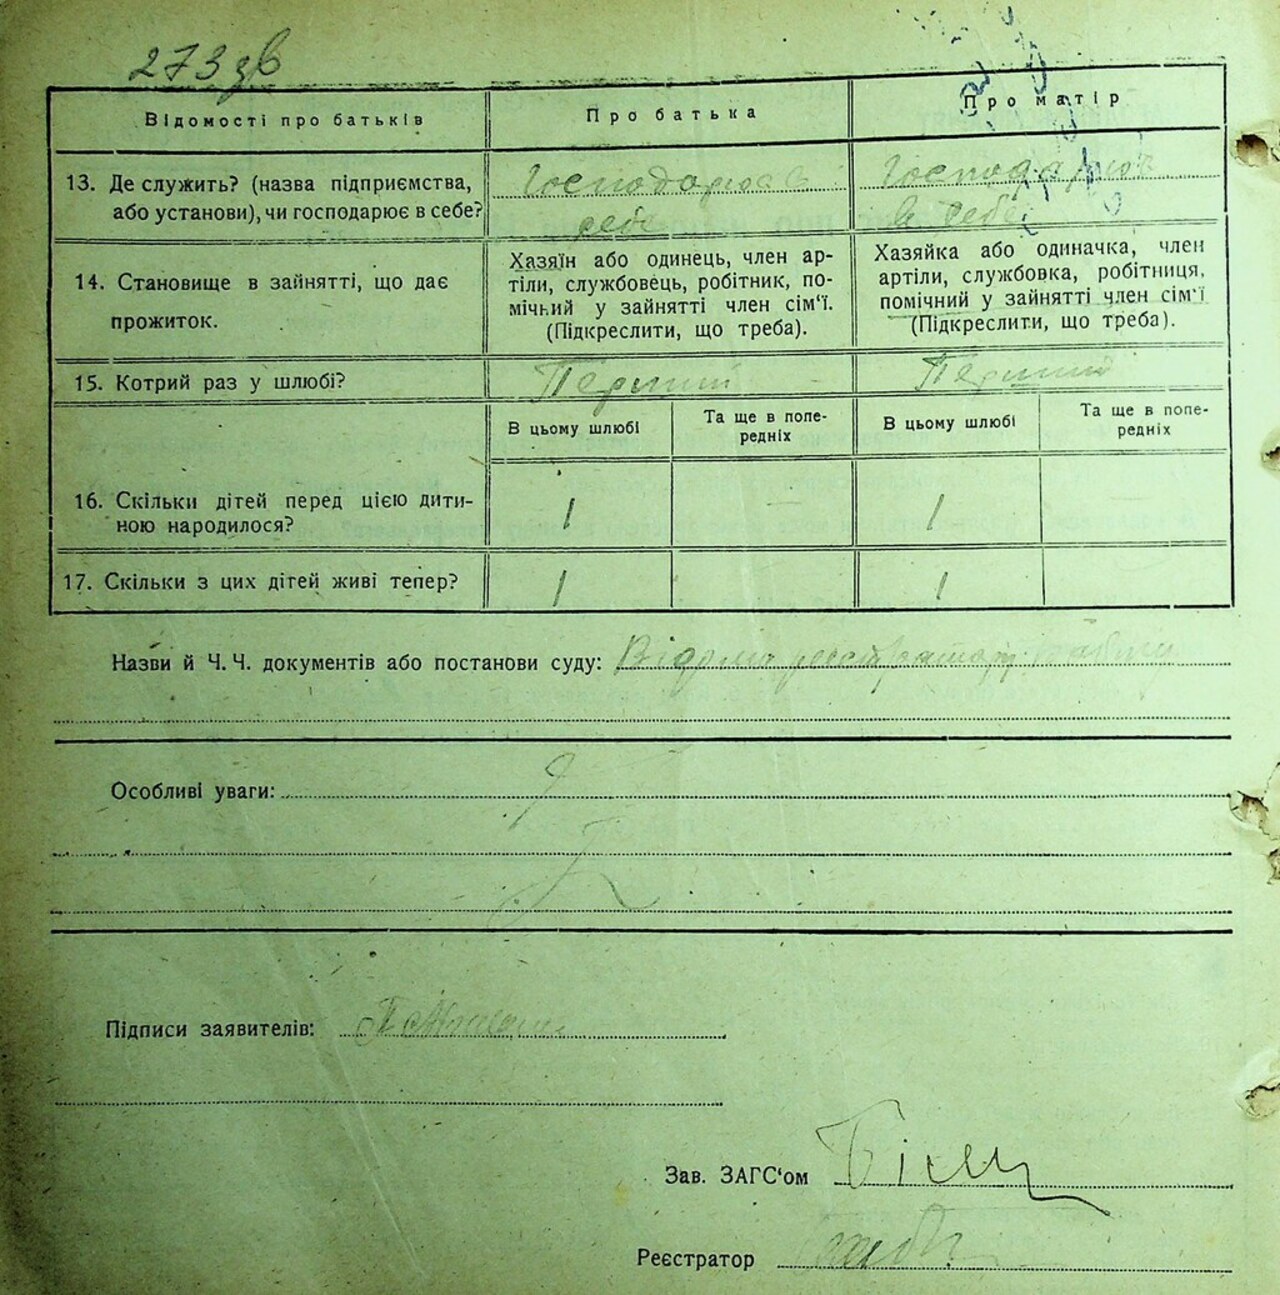 273 зв
Відомості про батьків
Про батька
Про матір
13. Де служить? (назва підприємства,
або установи), чи господарює в себе?
Господарює в
себе
Господарює
в себе
14. Становище в зайнятті, що дає
прожиток.
Хазяїн або одинець, член ар-
тіли, службовець, робітник, по-
мічний у зайнятті член сім‘ї.
(Підкреслити, що треба).
Хазяйка або одиначка, член
артіли, службовка, робітниця,
помічний у зайнятті член сім‘ї
(Підкреслити, що треба).
15. Котрий раз у шлюбі?
Перший
Перший
В цьому шлюбі
Та ще в попе-
редніх
В цьому шлюбі
Та ще в попе-
редніх
16. Скільки дітей перед цією дити-
ною народилося?
1
1
17. Скільки з цих дітей живі тепер?
1
1
Назви й Ч. Ч. документів або постанови суду:
Особливі уваги:
Підписи заявителів:
Зав. ЗАГС‘ом
Реєстратор